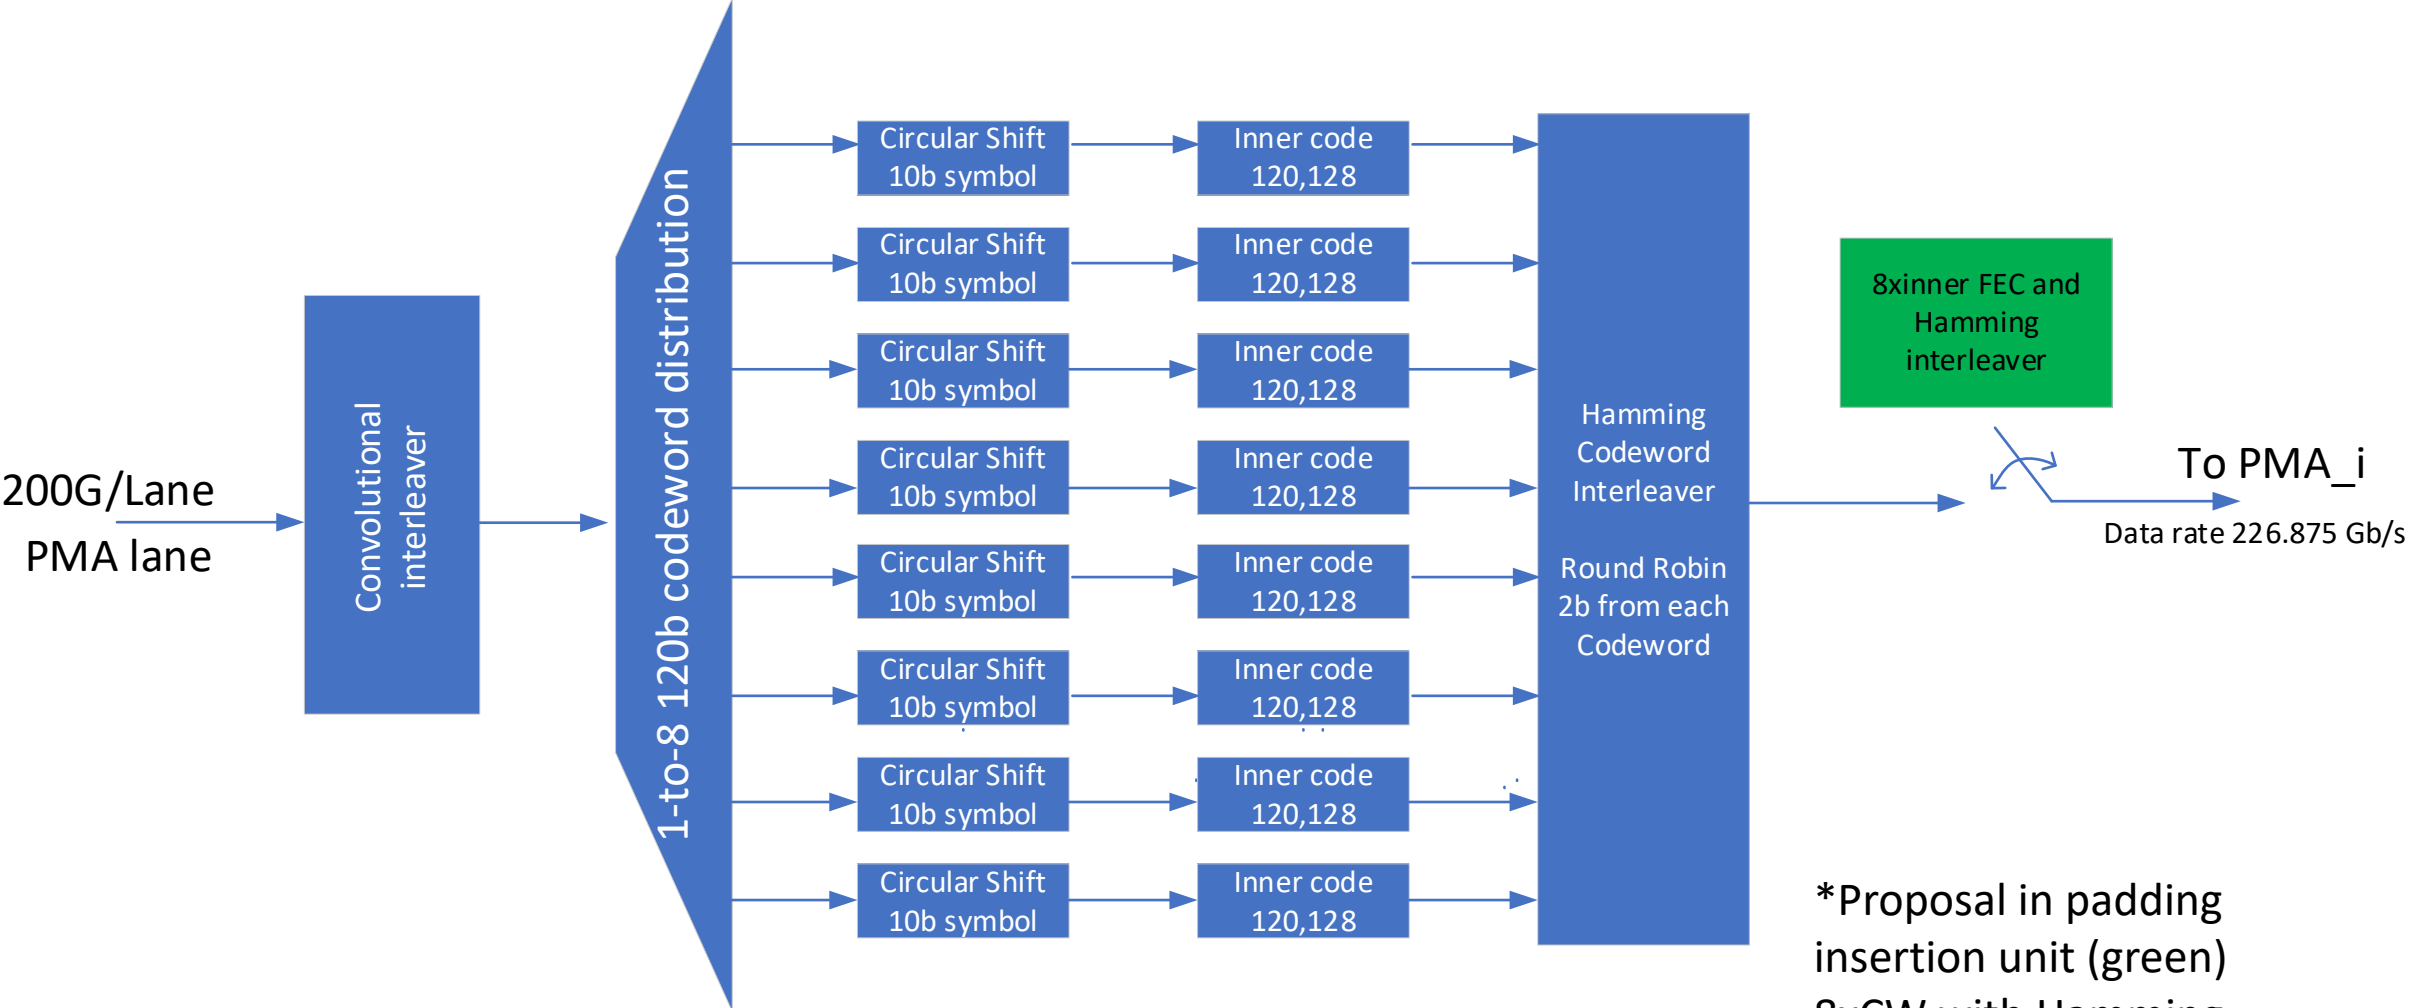 200G/Lane
PMA lane
Convolutional
interleaver
1-to-8 120b codeword distribution
Circular Shift
10b symbol
Inner code
120,128
Circular Shift
10b symbol
Inner code
120,128
Circular Shift
10b symbol
Inner code
120,128
Circular Shift
10b symbol
Inner code
120,128
Circular Shift
10b symbol
Inner code
120,128
Circular Shift
10b symbol
Inner code
120,128
Circular Shift
10b symbol
Inner code
120,128
Circular Shift
10b symbol
Inner code
120,128
Hamming
Codeword
Interleaver
Round Robin
2b from each
Codeword
8xinner FEC and
Hamming
interleaver
To PMA_i
Data rate 226.875 Gb/s
*Proposal in padding
insertion unit (green)
8xCW with Hamming